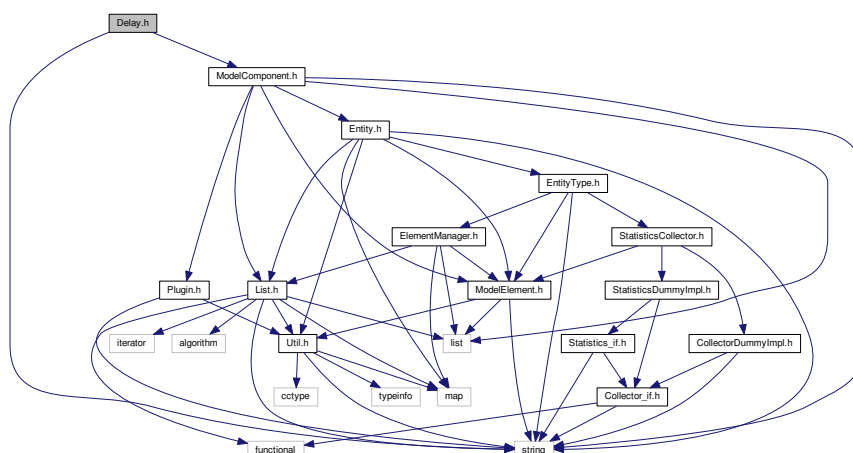 Delay.h
ModelComponent.h
Entity.h
EntityType.h
ElementManager.h
StatisticsCollector.h
Plugin.h
List.h
ModelElement.h
StatisticsDummyImpl.h
iterator
algorithm
Util.h
list
Statistics_if.h
CollectorDummyImpl.h
cctype
typeinfo
map
Collector_if.h
functional
string